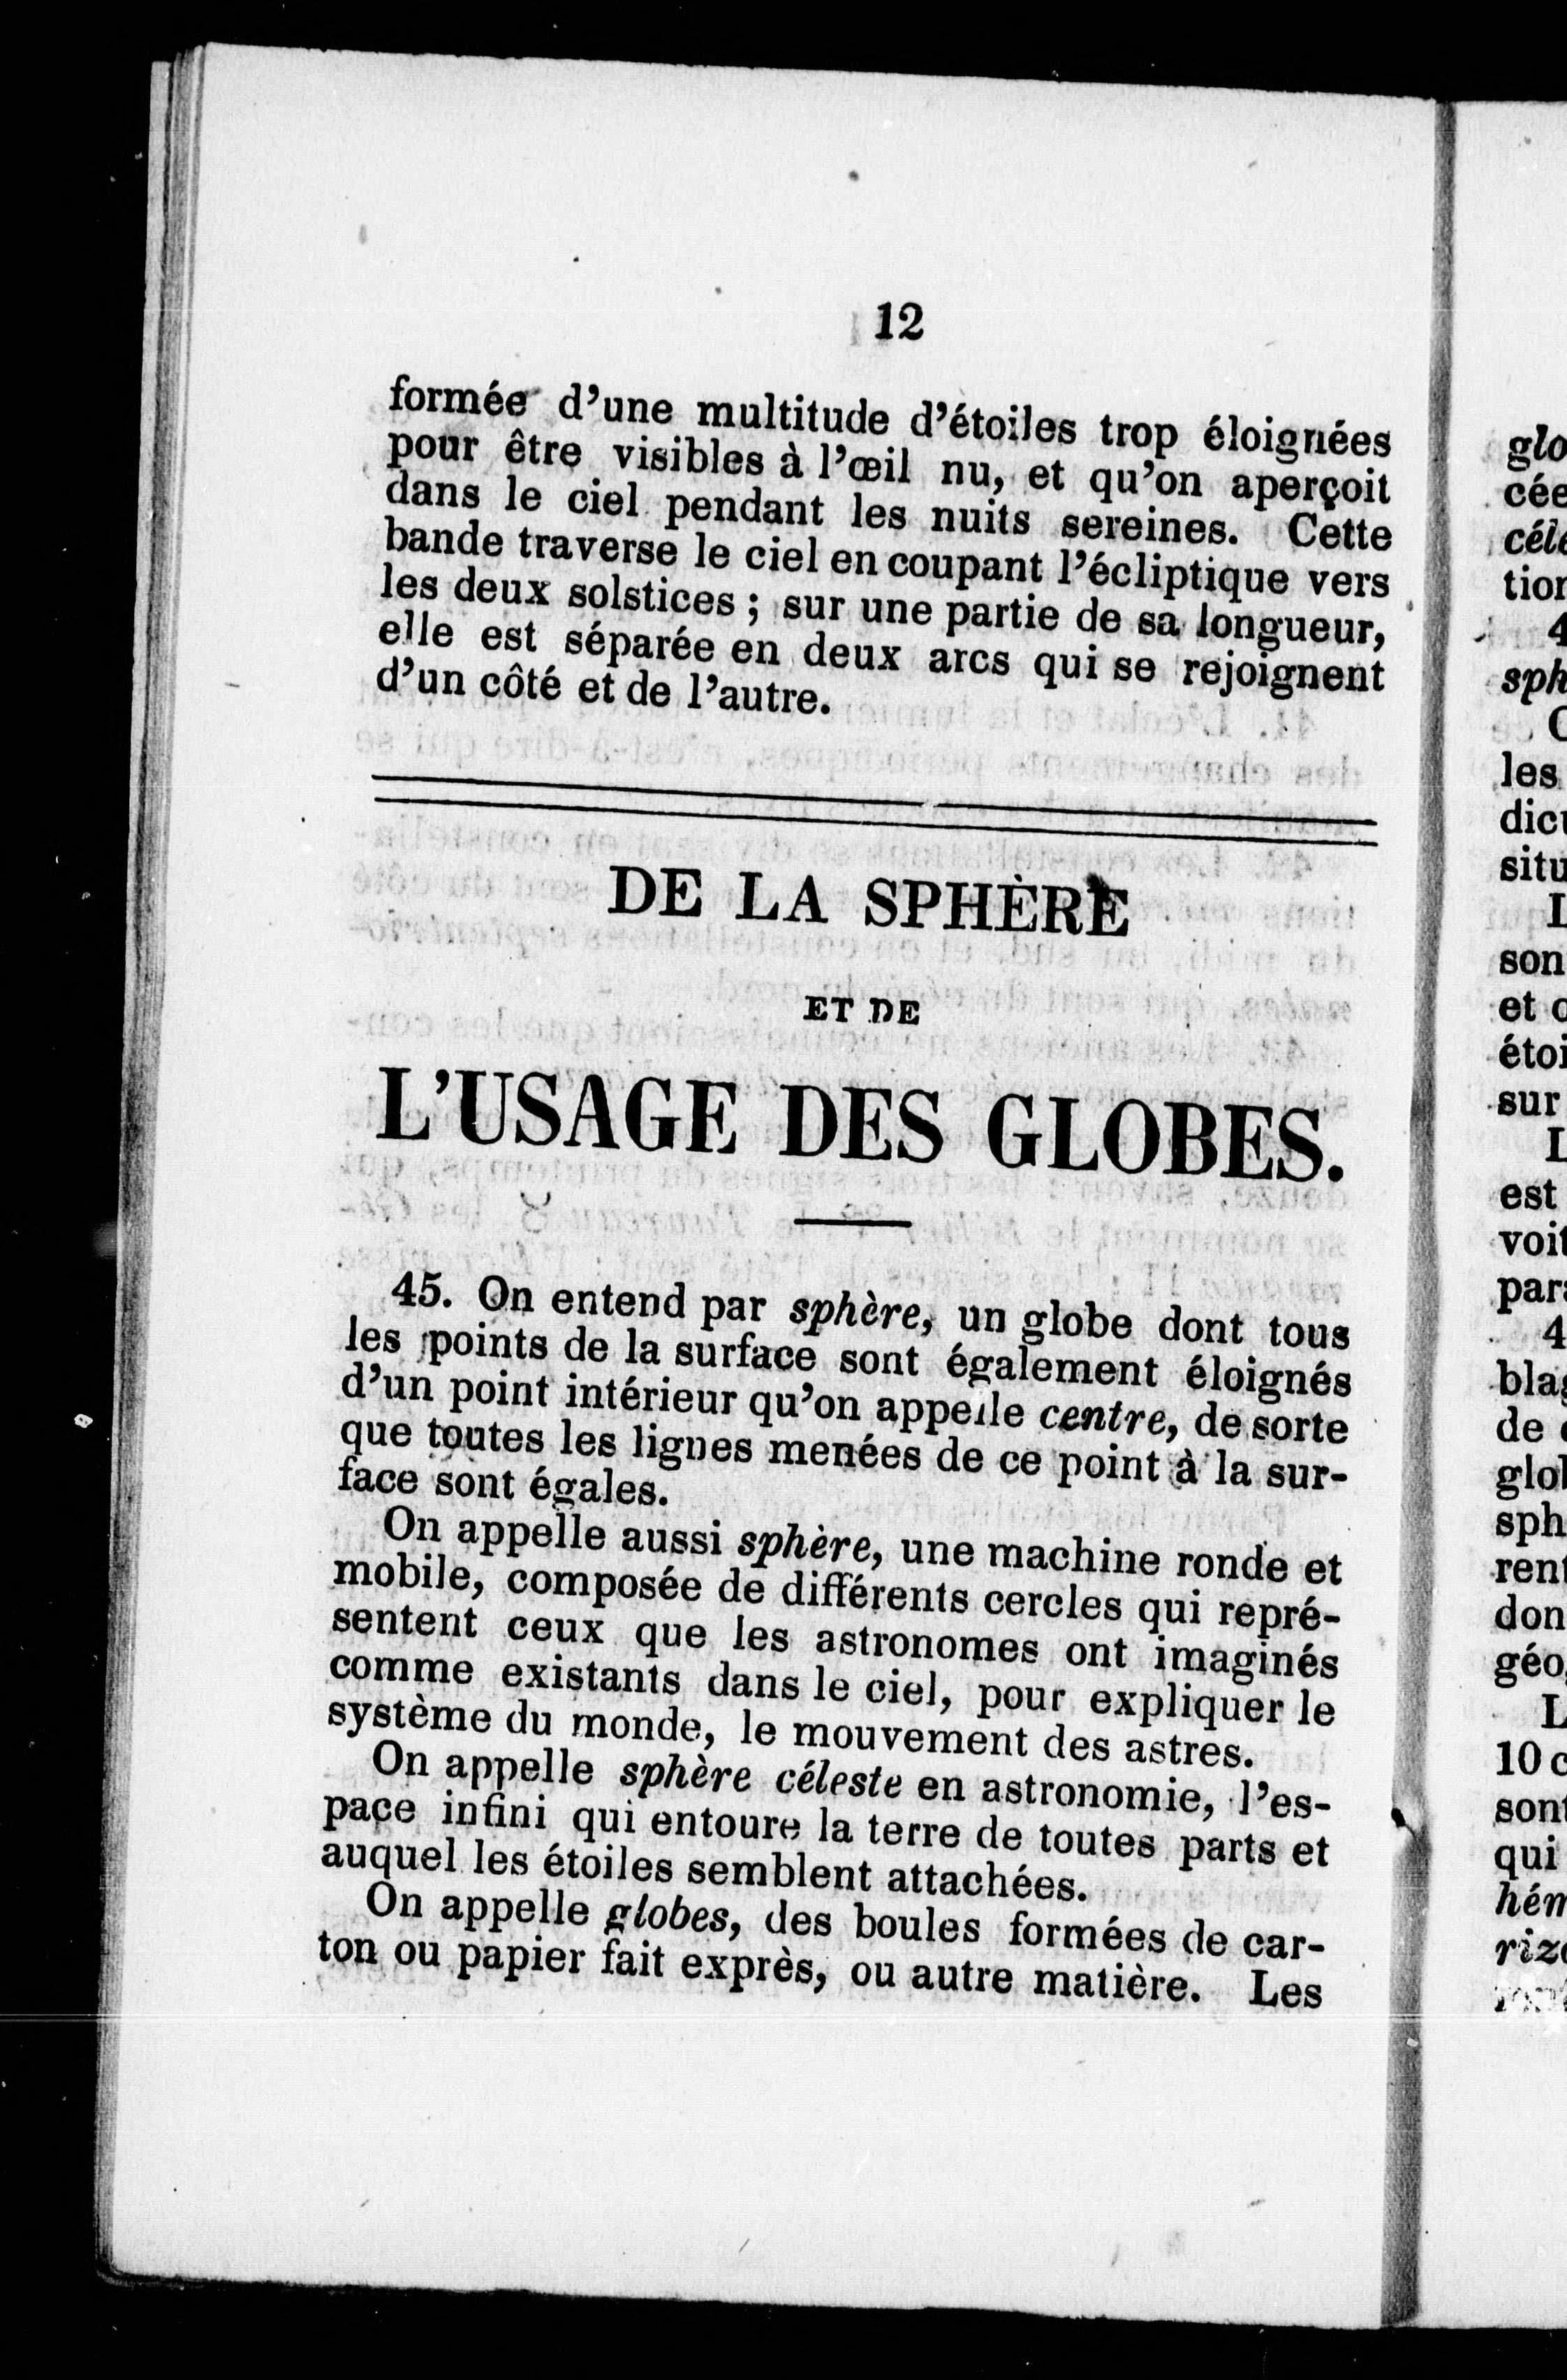 12
formée d'une multitude d'étoiles trop éloignées
pour être visibles à l'œil nu, et qu'on aperçoit
dans le ciel pendant les nuits sereines. Cette
bande traverse le ciel en coupant l'écliptique vers
les deux solstices ; sur une partie de sa longueur,
elle est séparée en deux arcs qui se rejoignent
d'un côté et de l'autre.
DE LA SPHÈRE
ET DE
L'USAGE DES GLOBES.
45. On entend par sphère, un globe dont tous
les points de la surface sont également éloignés
d'un point intérieur qu'on appelle centre, de sorte
que toutes les lignes menées de ce point à la sur-
face sont égales.
On appelle aussi sphère, une machine ronde et
mobile, composée de différents cercles qui repré-
sentent ceux que les astronomes ont imaginés
comme existants dans le ciel, pour expliquer le
système du monde, le mouvement des astres.
On appelle sphère céleste en astronomie, l'es-
pace infini qui entoure la terre de toutes parts et
auquel les étoiles semblent attachées.
On appelle globes, des boules formées de car-
ton ou papier fait exprès, ou autre matière. Les